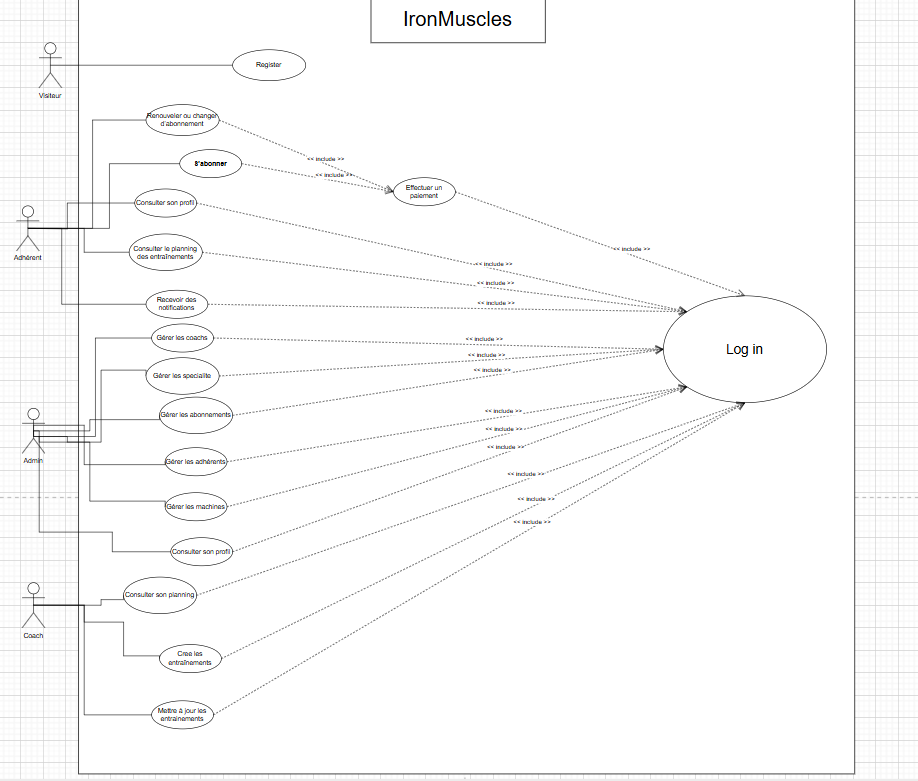 IronMuscles
Register
Visiteur
Renouveler ou changer
d'abonnement
<< include >>
S'abonner
<< include >>
Effectuer un
paiement
Consulter son profil
Adhérent
Consulter le planning
des entraînements
<< include >>
<< include >>
<< include >>
Recevoir des
notifications
<< include >>
Gérer les coachs
<< include >>
Log in
<< include >>
Gérer les specialite
<< include >>
Gérer les abonnements
<< include >>
<< include >>
Admin
Gérer les adhérents
<< include >>
<< include >>
Gérer les machines
<< include >>
<< include >>
Consulter son profil
Consulter son planning
Coach
Cree les
entraînements
Mettre à jour les
entrainements